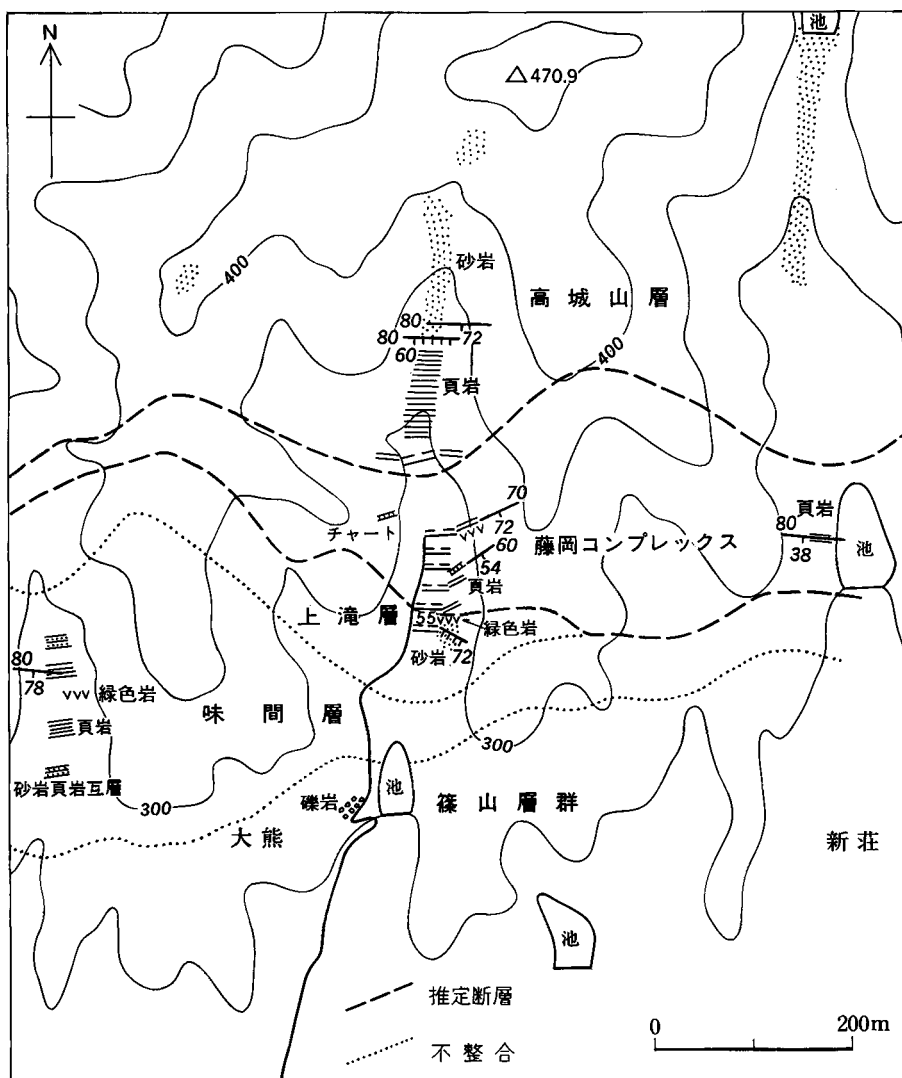 池
N
△470.9
400
砂岩
高城山層
80
80
72
60
400
頁岩
70
チャート
72
藤岡コンプレックス
頁岩
80
38
池
60
54
頁岩
上滝層
55
緑色岩
砂岩
72
80
78
緑色岩
味間層
頁岩
300
砂岩頁岩互層
300
礫岩
池
篠山層群
大熊
新荘
池
推定断層
不整合
0
200m